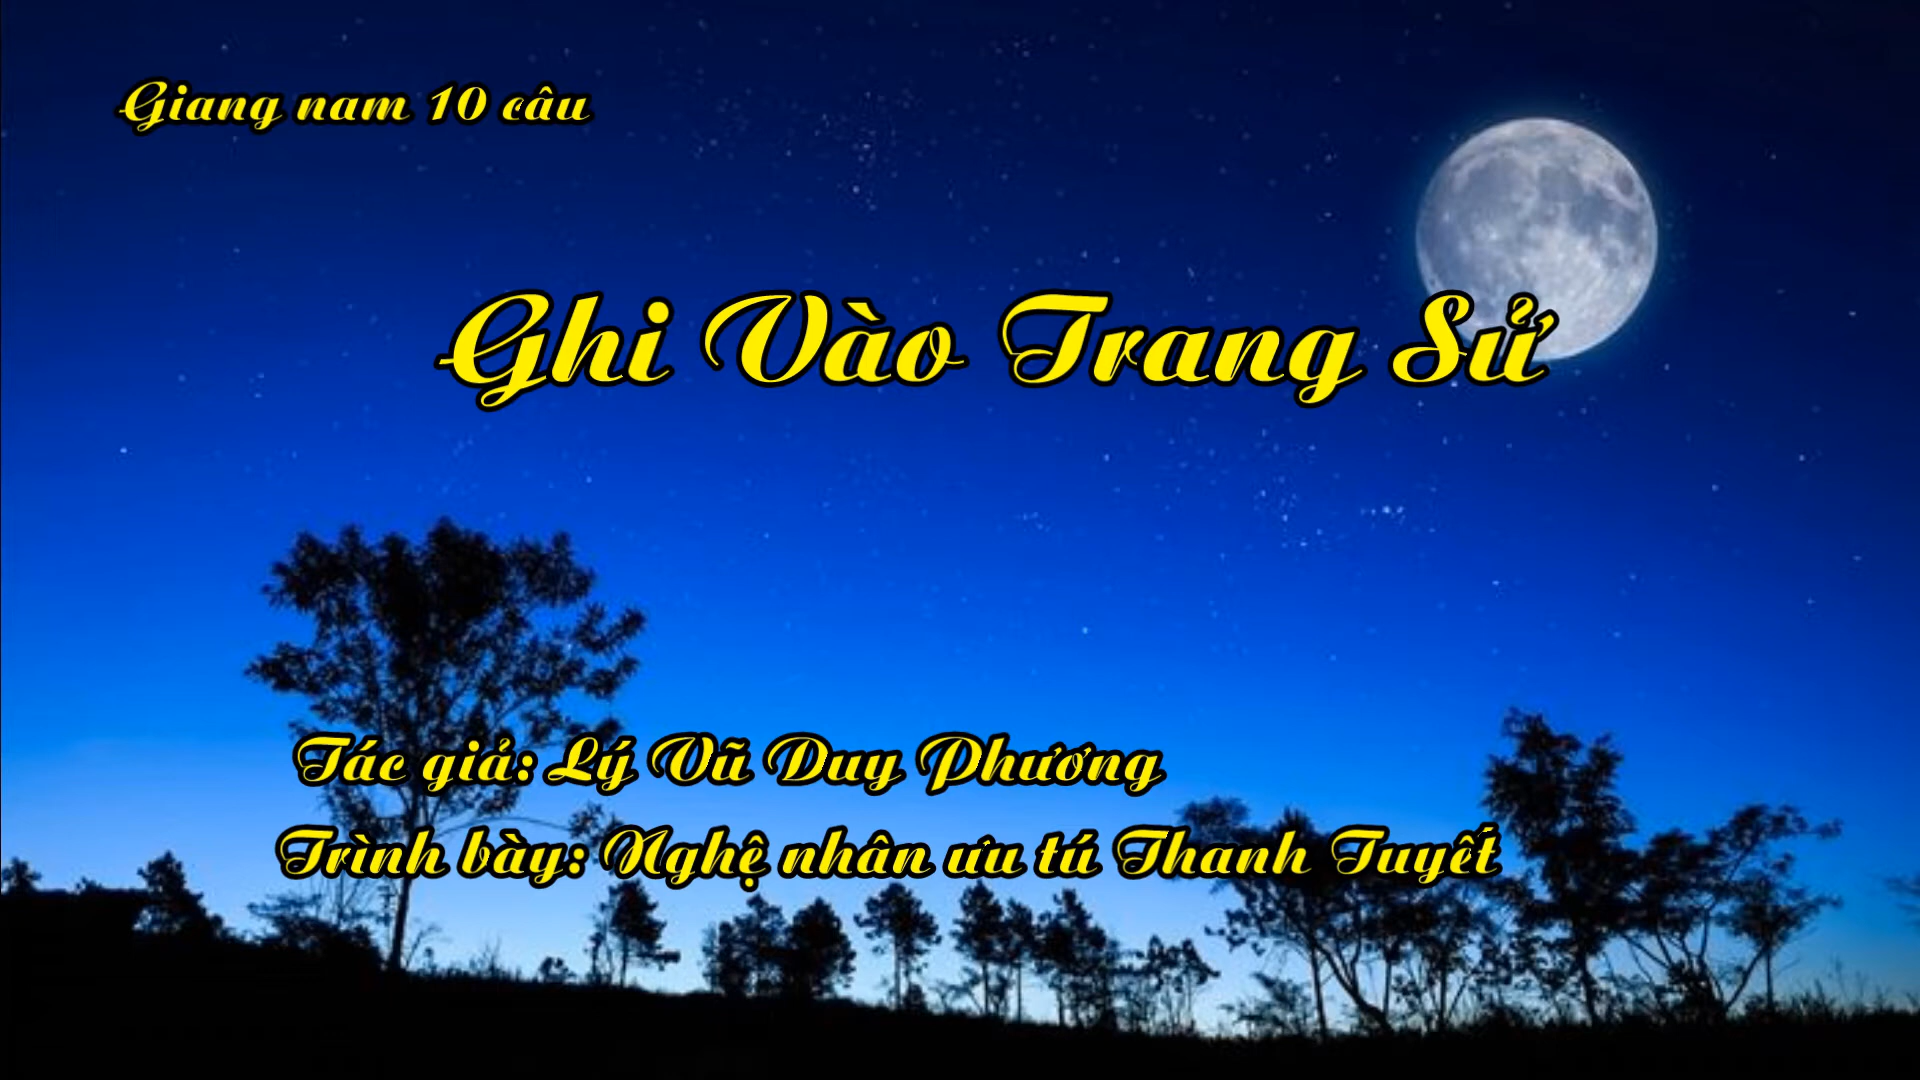 Giang nam 10 câu
Ghi Vào Trang Sử
Tác giả: Lý Vũ Duy Phương
Trình bày: Nghệ nhân ưu tú Thanh Tuyết